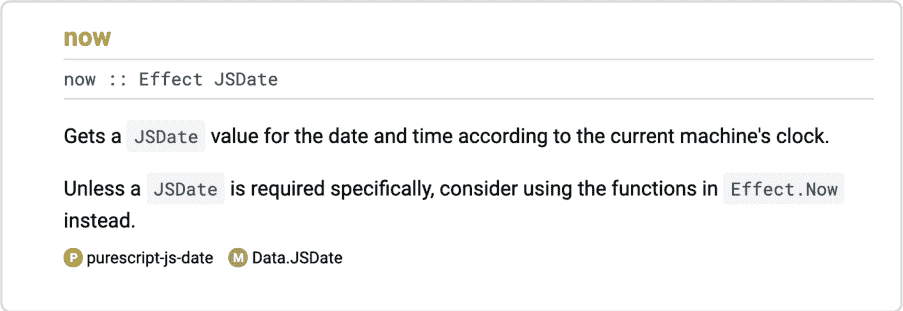 now
now :: Effect JSDate
Gets a JSDate value for the date and time according to the current machine's clock.
Unless a JSDate is required specifically, consider using the functions in Effect.Now
instead.
P purescript-js-date M Data.JSDate